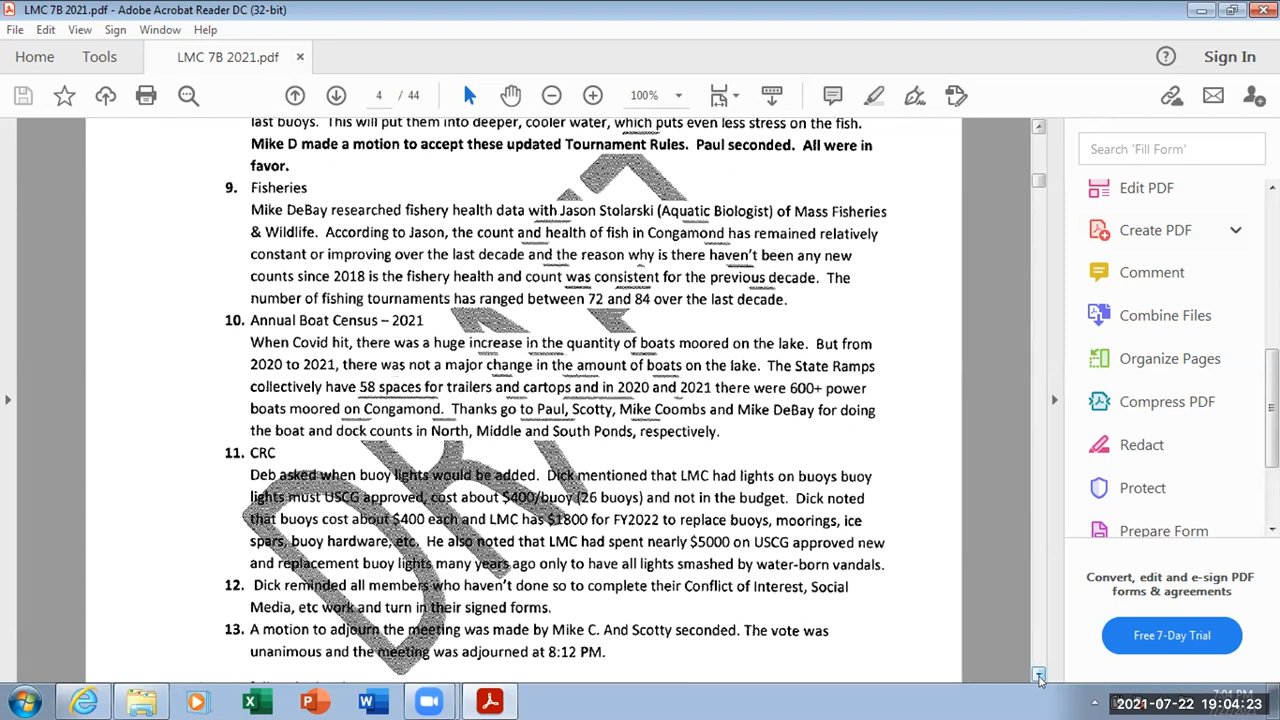 LMC 7B 2021.pdf - Adobe Acrobat Reader DC (32-bit)
File Edit View Sign Window Help
Home Tools LMC 7B 2021.pdf × Sign In
4 / 44 100%
last buoys. This will put them into deeper, cooler water, which puts even less stress on the fish.
Mike D made a motion to accept these updated Tournament Rules. Paul seconded. All were in
favor.
9. Fisheries
Mike DeBay researched fishery health data with Jason Stolarski (Aquatic Biologist) of Mass Fisheries
& Wildlife. According to Jason, the count and health of fish in Congamond has remained relatively
constant or improving over the last decade and the reason why is there haven't been any new
counts since 2018 is the fishery health and count was consistent for the previous decade. The
number of fishing tournaments has ranged between 72 and 84 over the last decade.
10. Annual Boat Census – 2021
When Covid hit, there was a huge increase in the quantity of boats moored on the lake. But from
2020 to 2021, there was not a major change in the amount of boats on the lake. The State Ramps
collectively have 58 spaces for trailers and cartops and in 2020 and 2021 there were 600+ power
boats moored on Congamond. Thanks go to Paul, Scotty, Mike Coombs and Mike DeBay for doing
the boat and dock counts in North, Middle and South Ponds, respectively.
11. CRC
Deb asked when buoy lights would be added. Dick mentioned that LMC had lights on buoys buoy
lights must USCG approved, cost about $400/buoy (26 buoys) and not in the budget. Dick noted
that buoys cost about $400 each and LMC has $1800 for FY2022 to replace buoys, moorings, ice
spars, buoy hardware, etc. He also noted that LMC had spent nearly $5000 on USCG approved new
and replacement buoy lights many years ago only to have all lights smashed by water-born vandals.
12. Dick reminded all members who haven't done so to complete their Conflict of Interest, Social
Media, etc work and turn in their signed forms.
13. A motion to adjourn the meeting was made by Mike C. And Scotty seconded. The vote was
unanimous and the meeting was adjourned at 8:12 PM.
Search 'Fill Form'
Edit PDF
Create PDF
Comment
Combine Files
Organize Pages
Compress PDF
Redact
Protect
Prepare Form
Convert, edit and e-sign PDF
forms & agreements
Free 7-Day Trial
2021-07-22 19:04:23